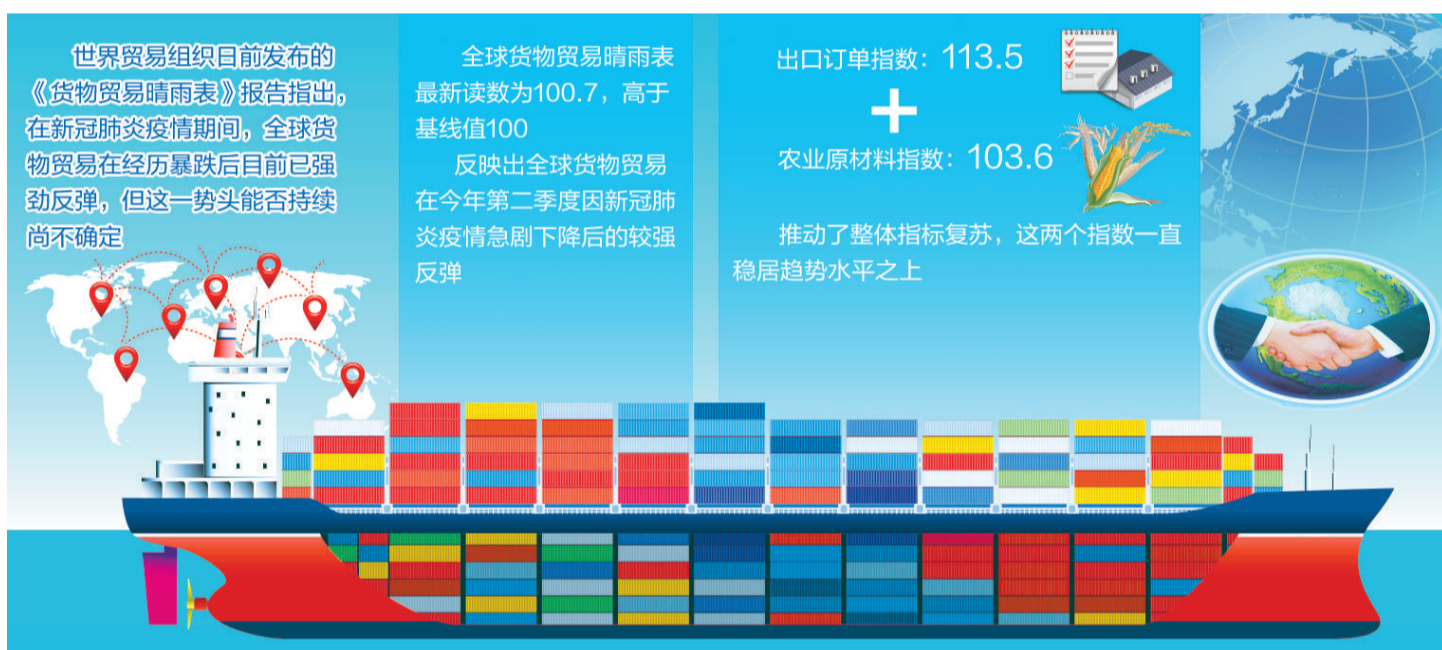 世界贸易组织日前发布的
《货物贸易晴雨表》报告指出，
在新冠肺炎疫情期间，全球货
物贸易在经历暴跌后目前已强
劲反弹，但这一势头能否持续
尚不确定
全球货物贸易晴雨表
最新读数为100.7，高于
基线值100
反映出全球货物贸易
在今年第二季度因新冠肺
炎疫情急剧下降后的较强
反弹
出口订单指数：113.5
+
农业原材料指数：103.6
推动了整体指标复苏，这两个指数一直
稳居趋势水平之上